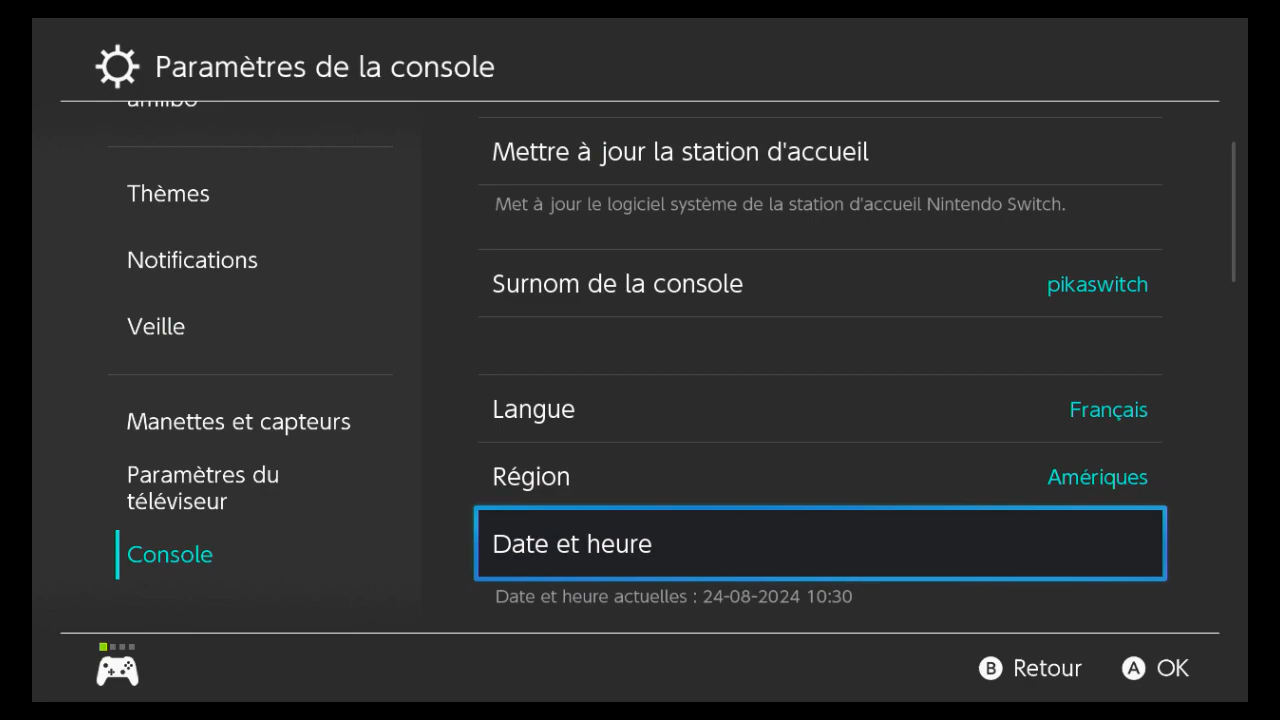 Paramètres de la console
amiibo
Thèmes
Notifications
Veille
Manettes et capteurs
Paramètres du
téléviseur
Console
Mettre à jour la station d'accueil
Met à jour le logiciel système de la station d'accueil Nintendo Switch.
Surnom de la console pikaswitch
Langue Français
Région Amériques
Date et heure
Date et heure actuelles : 24-08-2024 10:30
B Retour A OK